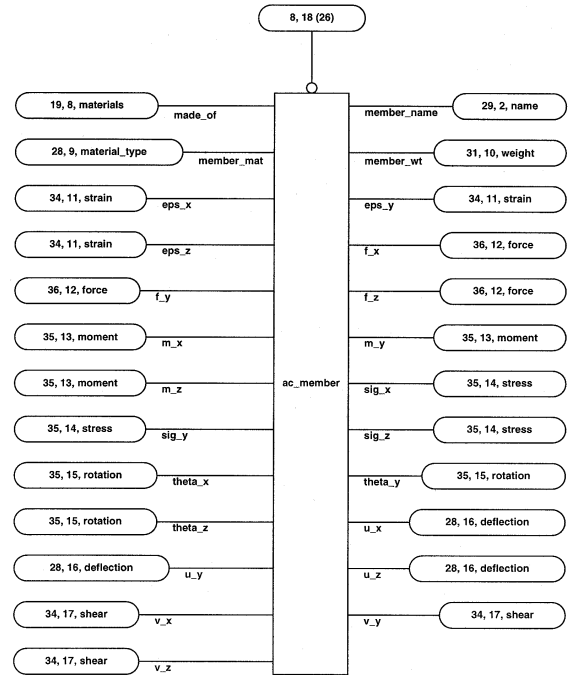 8, 18 (26)
19, 8, materials
made_of
member_name
29, 2, name
28, 9, material_type
member_mat
member_wt
31, 10, weight
34, 11, strain
eps_x
eps_y
34, 11, strain
34, 11, strain
eps_z
f_x
36, 12, force
36, 12, force
f_y
f_z
36, 12, force
35, 13, moment
m_x
m_y
35, 13, moment
35, 13, moment
m_z
ac_member
sig_x
35, 14, stress
35, 14, stress
sig_y
sig_z
35, 14, stress
35, 15, rotation
theta_x
theta_y
35, 15, rotation
35, 15, rotation
theta_z
u_x
28, 16, deflection
28, 16, deflection
u_y
u_z
28, 16, deflection
34, 17, shear
v_x
v_y
34, 17, shear
34, 17, shear
v_z